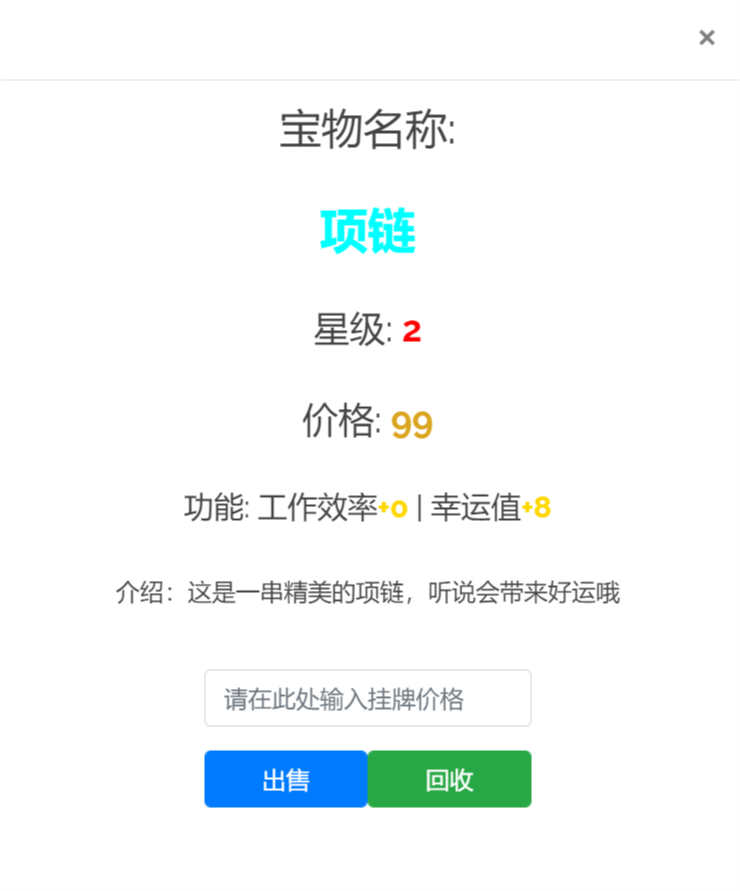 ×
宝物名称:
项链
星级: 2
价格: 99
功能: 工作效率+0 | 幸运值+8
介绍：这是一串精美的项链，听说会带来好运哦
请在此处输入挂牌价格
出售 回收